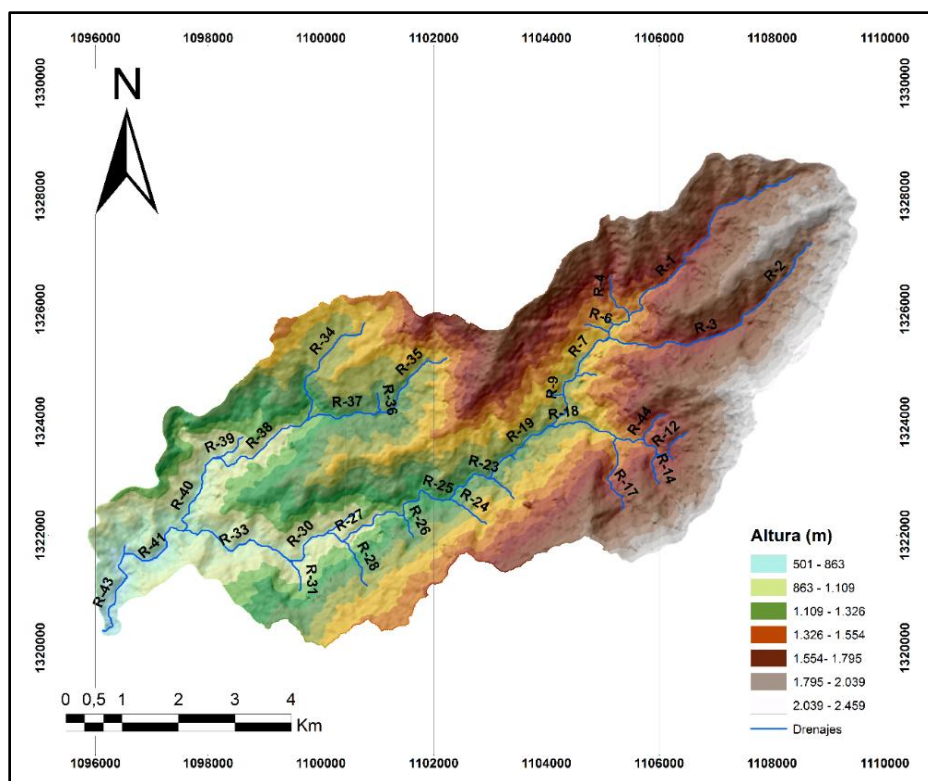 1096000 1098000 1100000 1102000 1104000 1106000 1108000 1110000
1330000 1330000
N
1328000 1328000
R-1
R-2
R-4
1326000 1326000
R-6
R-3
R-34
R-7
R-35
R-9
R-37
R-36
1324000 1324000
R-18
R-44
R-19
R-38
R-12
R-39
R-23
R-14
R-17
R-25
R-24
R-40
1322000 1322000
R-27
R-26
R-30
R-33
R-41
R-28
R-31
R-43
1320000 1320000
Altura (m)
501 - 863
863 - 1.109
1.109 - 1.326
1.326 - 1.554
1.554- 1.795
1.795 - 2.039
2.039 - 2.459
Drenajes
0 0,5 1 2 3 4
Km
1096000 1098000 1100000 1102000 1104000 1106000 1108000 1110000